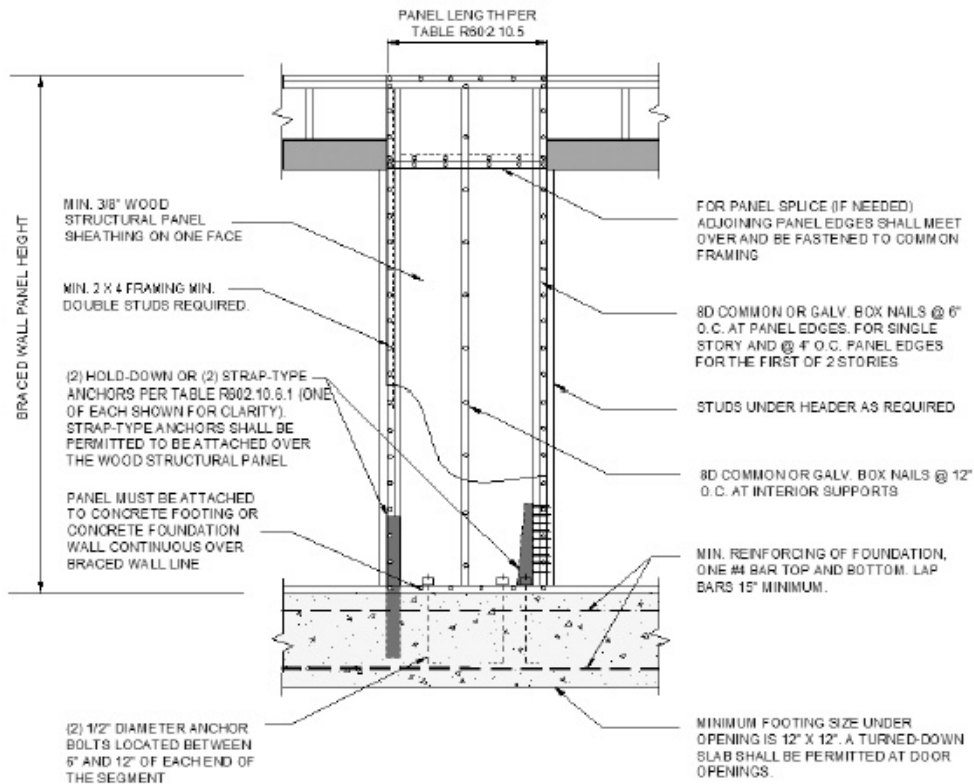 PANEL LENGTH PER
TABLE R602.10.5
BRACED WALL PANEL HEIGHT
MIN. 3/8" WOOD
STRUCTURAL PANEL
SHEATHING ON ONE FACE
MIN. 2 X 4 FRAMING MIN.
DOUBLE STUDS REQUIRED.
(2) HOLD-DOWN OR (2) STRAP-TYPE
ANCHORS PER TABLE R602.10.6.1 (ONE
OF EACH SHOWN FOR CLARITY).
STRAP-TYPE ANCHORS SHALL BE
PERMITTED TO BE ATTACHED OVER
THE WOOD STRUCTURAL PANEL
PANEL MUST BE ATTACHED
TO CONCRETE FOOTING OR
CONCRETE FOUNDATION
WALL CONTINUOUS OVER
BRACED WALL LINE
(2) 1/2" DIAMETER ANCHOR
BOLTS LOCATED BETWEEN
6" AND 12" OF EACH END OF
THE SEGMENT
FOR PANEL SPLICE (IF NEEDED)
ADJOINING PANEL EDGES SHALL MEET
OVER AND BE FASTENED TO COMMON
FRAMING
8D COMMON OR GALV. BOX NAILS @ 6"
O.C. AT PANEL EDGES. FOR SINGLE
STORY AND @ 4" O.C. PANEL EDGES
FOR THE FIRST OF 2 STORIES
STUDS UNDER HEADER AS REQUIRED
8D COMMON OR GALV. BOX NAILS @ 12"
O.C. AT INTERIOR SUPPORTS
MIN. REINFORCING OF FOUNDATION,
ONE #4 BAR TOP AND BOTTOM. LAP
BARS 15" MINIMUM.
MINIMUM FOOTING SIZE UNDER
OPENING IS 12" X 12". A TURNED-DOWN
SLAB SHALL BE PERMITTED AT DOOR
OPENINGS.